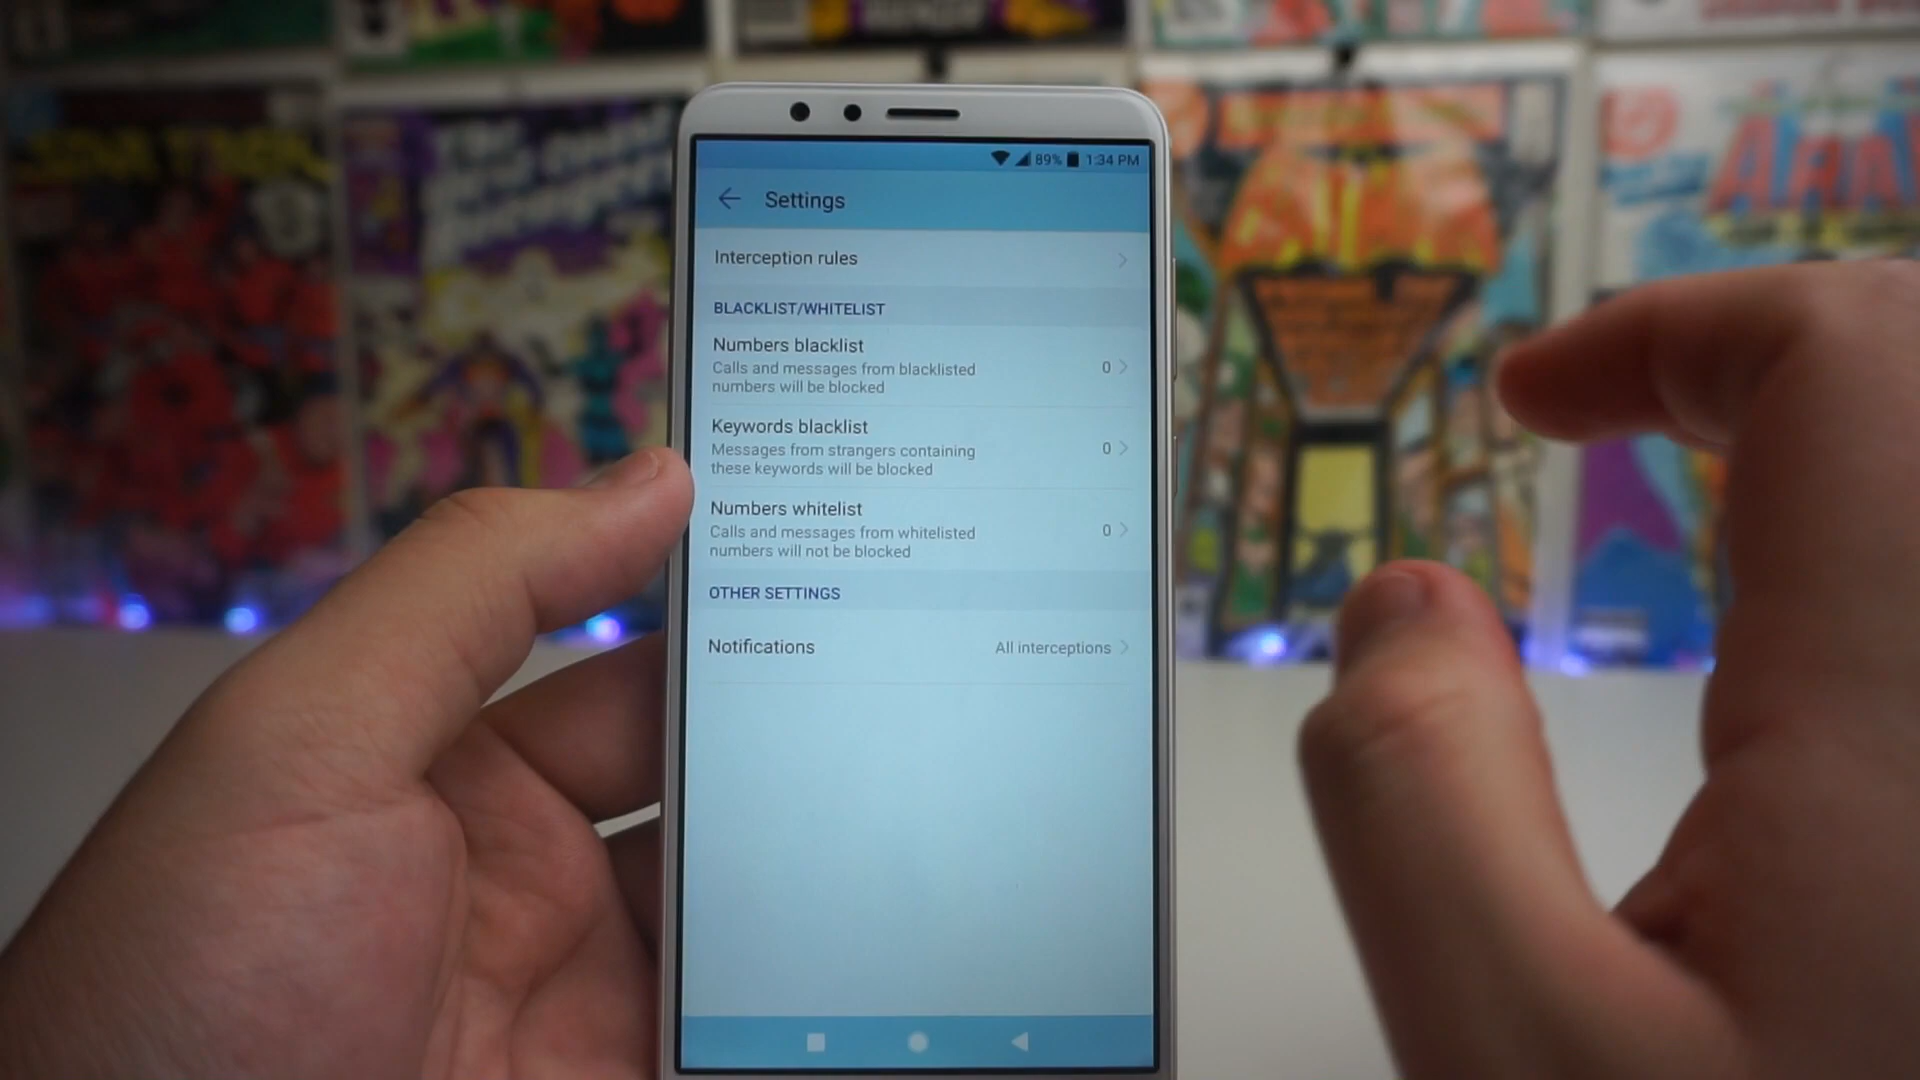 89% 1:34 PM
Settings
Interception rules
BLACKLIST/WHITELIST
Numbers blacklist
Calls and messages from blacklisted
numbers will be blocked
0
Keywords blacklist
Messages from strangers containing
these keywords will be blocked
0
Numbers whitelist
Calls and messages from whitelisted
numbers will not be blocked
0
OTHER SETTINGS
Notifications
All interceptions
STAR TREK